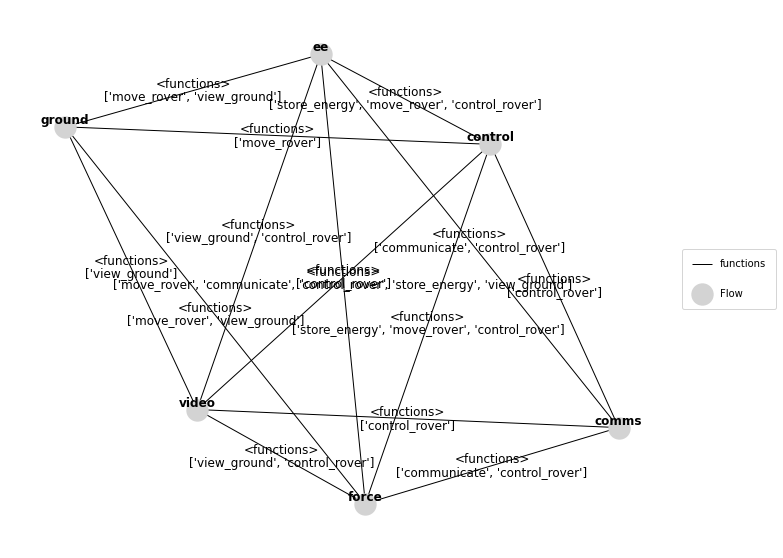 ee
<functions>
['move_rover', 'view_ground']
<functions>
['store_energy', 'move_rover', 'control_rover']
ground
<functions>
['move_rover']
control
<functions>
['view_ground', 'control_rover']
<functions>
['communicate', 'control_rover']
<functions>
['view_ground']
<functions>
['move_rover', 'communicate', 'control_rover', 'store_energy', 'view_ground']
<functions>
['control_rover']
<functions>
['control_rover']
functions
Flow
<functions>
['move_rover', 'view_ground']
<functions>
['store_energy', 'move_rover', 'control_rover']
video
<functions>
['control_rover']
comms
<functions>
['view_ground', 'control_rover']
<functions>
['communicate', 'control_rover']
force